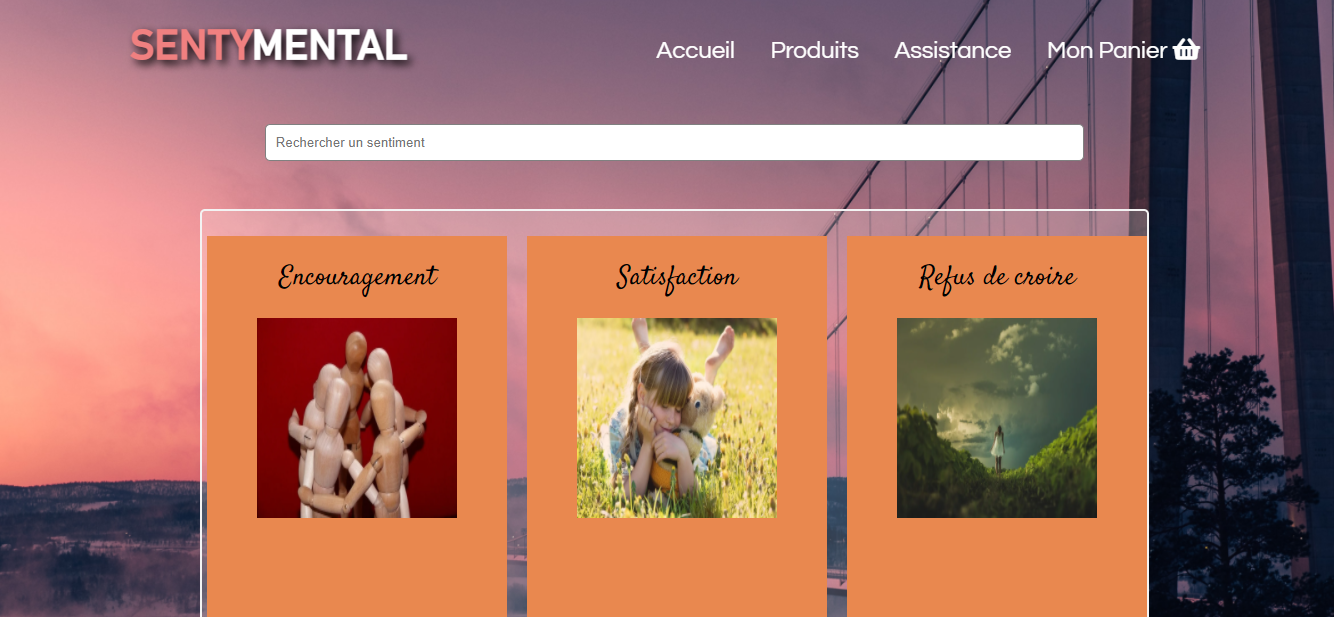 SENTYMENTAL
Accueil Produits Assistance Mon Panier
Rechercher un sentiment
Encouragement
Satisfaction
Refus de croire